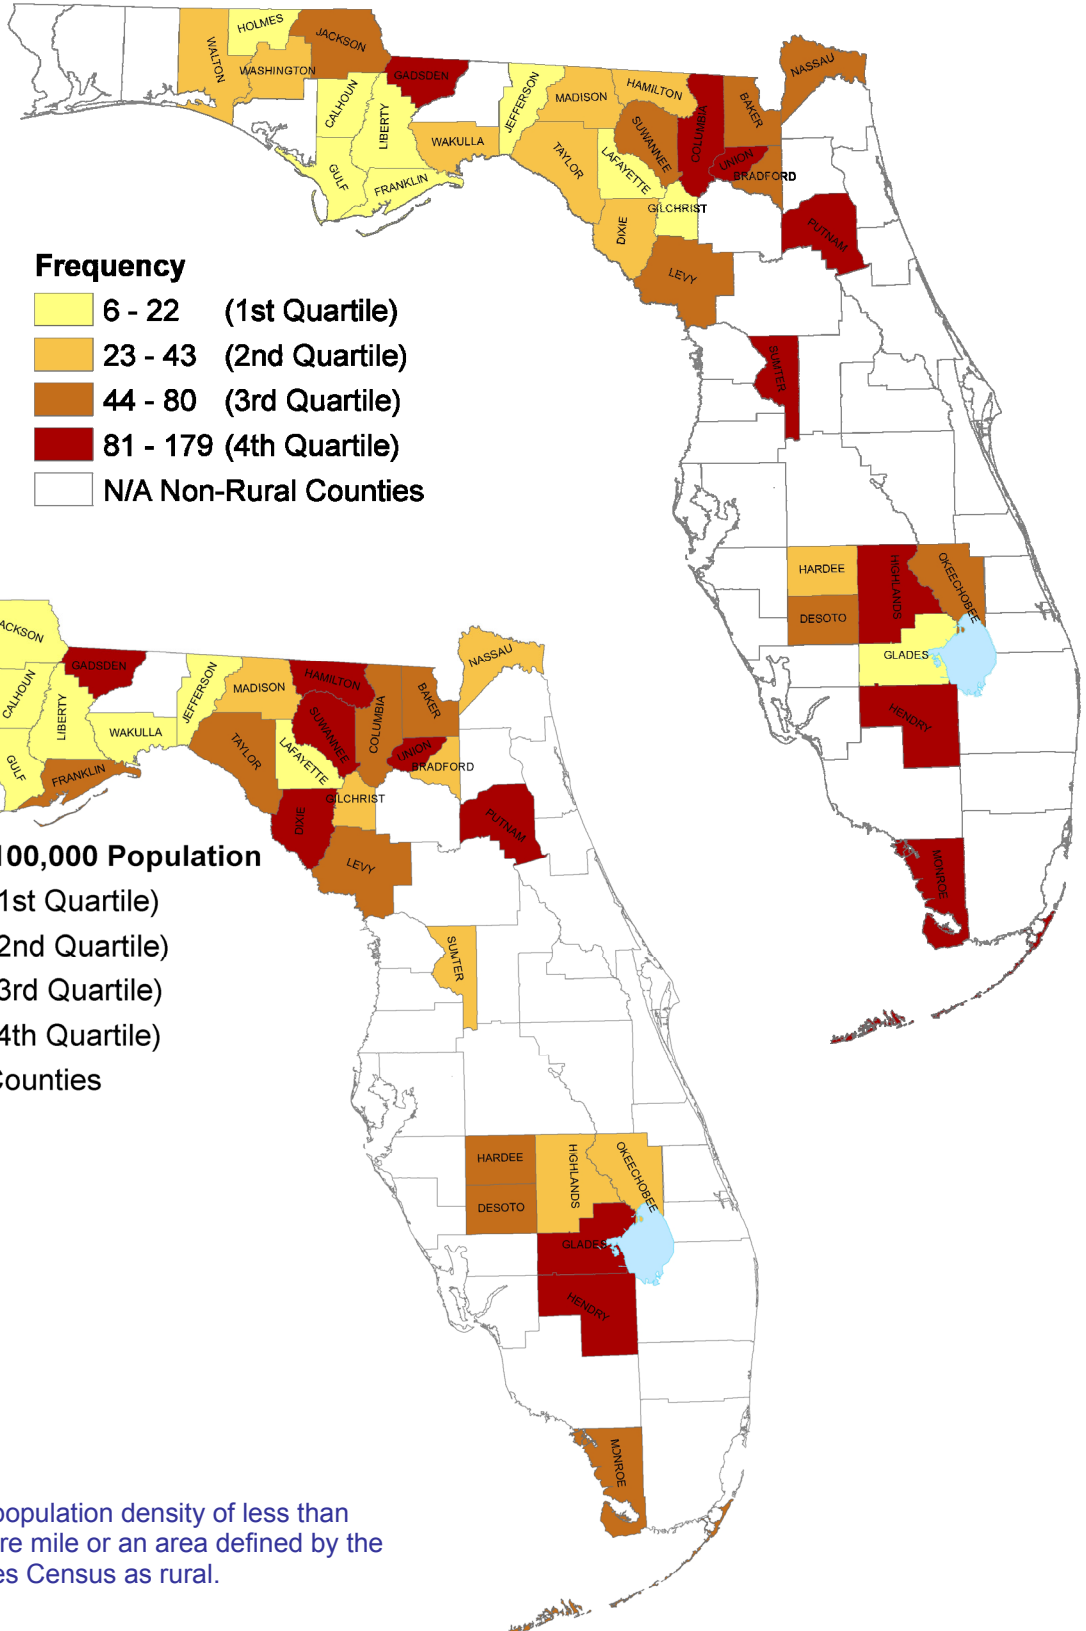 HOLMES
JACKSON
WALTON
WASHINGTON
GADSDEN
CALHOUN
LIBERTY
JEFFERSON
MADISON
HAMILTON
COLUMBIA
BAKER
NASSAU
WAKULLA
TAYLOR
LAFAYETTE
SUWANNEE
UNION
BRADFORD
GULF
FRANKLIN
GILCHRIST
DIXIE
PUTNAM
LEVY
SUMTER
HARDEE
HIGHLANDS
OKEECHOBEE
DESOTO
GLADES
HENDRY
MONROE
Frequency
6 - 22 (1st Quartile)
23 - 43 (2nd Quartile)
44 - 80 (3rd Quartile)
81 - 179 (4th Quartile)
N/A Non-Rural Counties
ACKSON
GADSDEN
CALHOUN
LIBERTY
JEFFERSON
MADISON
HAMILTON
COLUMBIA
BAKER
NASSAU
WAKULLA
TAYLOR
LAFAYETTE
SUWANNEE
UNION
BRADFORD
GULF
FRANKLIN
GILCHRIST
DIXIE
PUTNAM
LEVY
SUMTER
HARDEE
HIGHLANDS
OKEECHOBEE
DESOTO
GLADES
HENDRY
MONROE
100,000 Population
1st Quartile)
2nd Quartile)
3rd Quartile)
4th Quartile)
Counties
population density of less than
re mile or an area defined by the
es Census as rural.